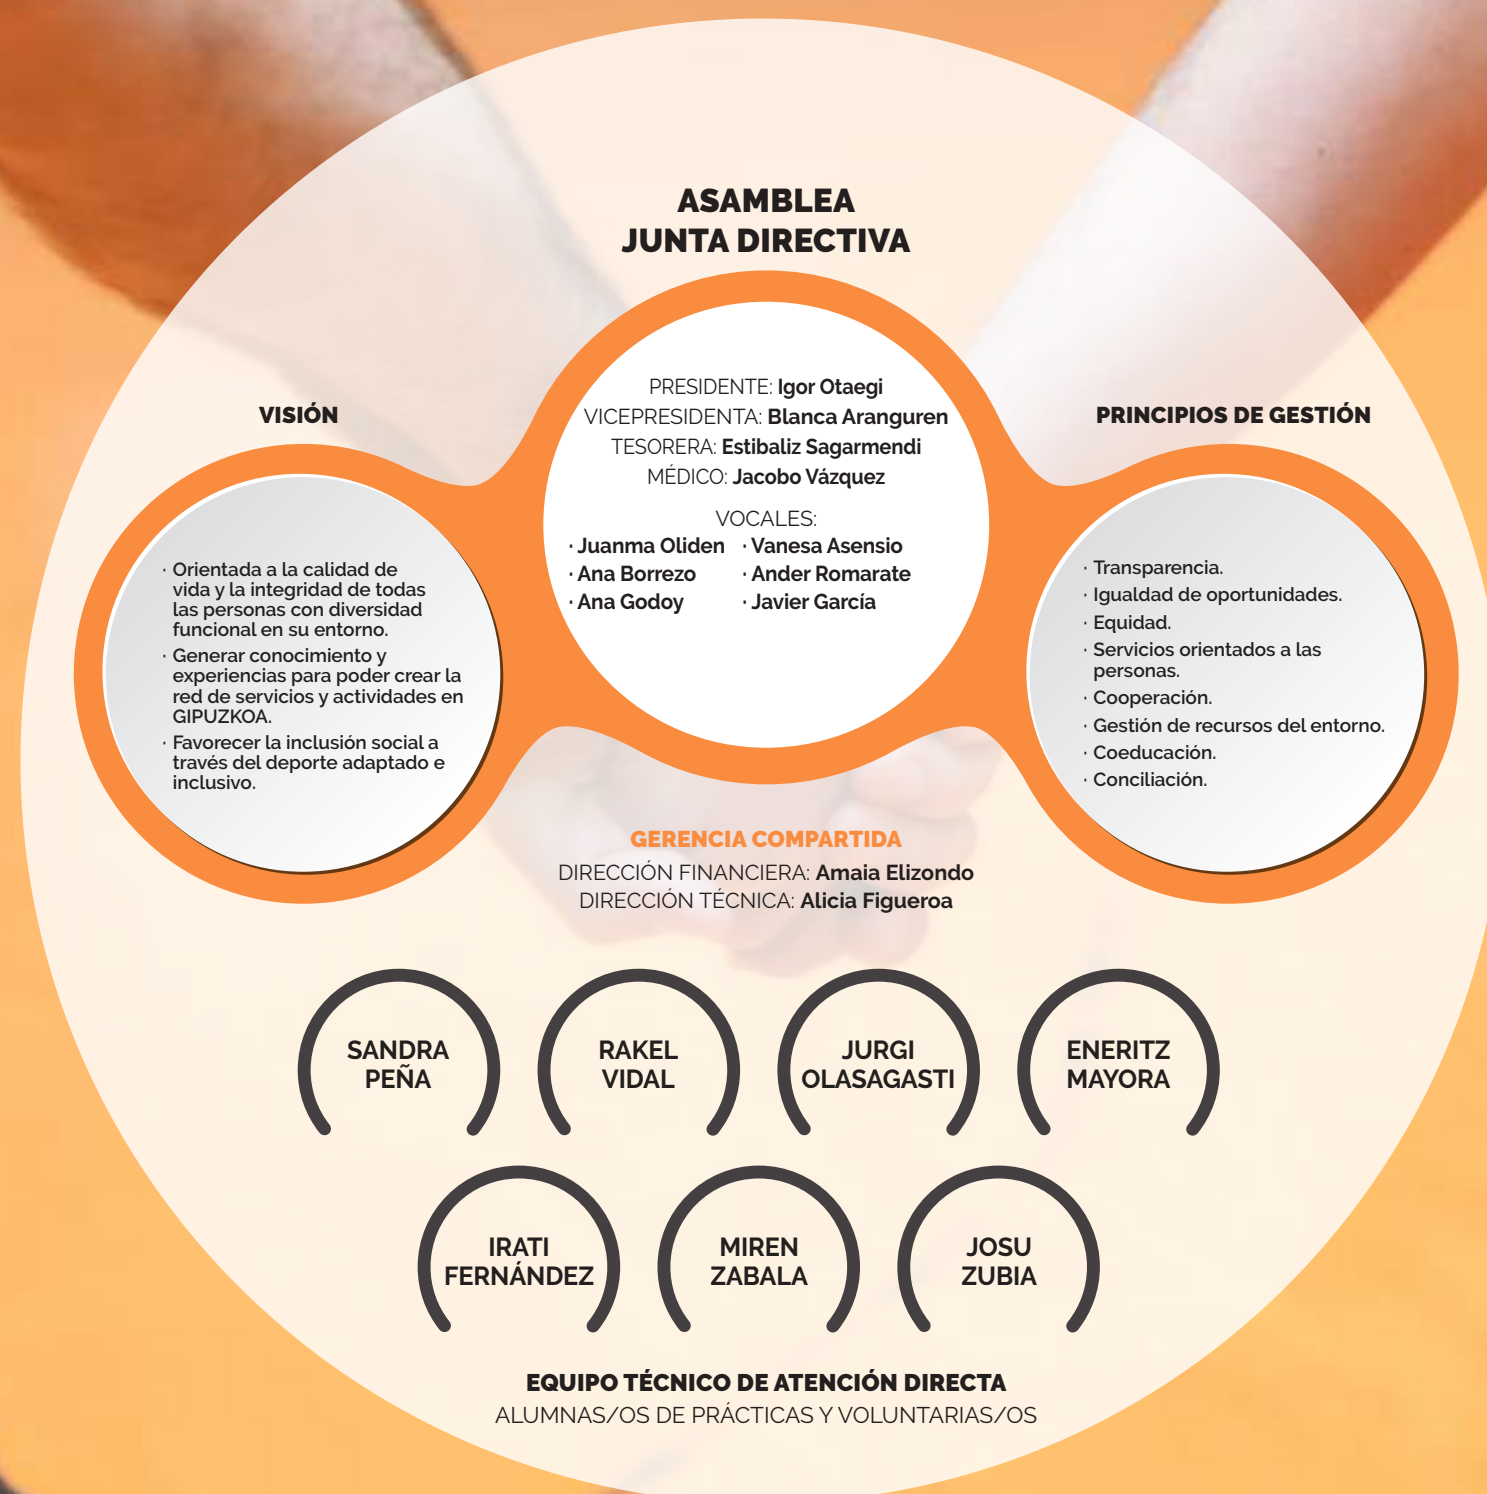 ASAMBLEA
JUNTA DIRECTIVA
PRESIDENTE: Igor Otaegi
VICEPRESIDENTA: Blanca Aranguren
TESORERA: Estibaliz Sagarmendi
MÉDICO: Jacobo Vázquez
VOCALES:
· Juanma Oliden · Vanesa Asensio
· Ana Borrezo · Ander Romarate
· Ana Godoy · Javier García
VISIÓN
· Orientada a la calidad de
vida y la integridad de todas
las personas con diversidad
funcional en su entorno.
· Generar conocimiento y
experiencias para poder crear la
red de servicios y actividades en
GIPUZKOA.
· Favorecer la inclusión social a
través del deporte adaptado e
inclusivo.
PRINCIPIOS DE GESTIÓN
· Transparencia.
· Igualdad de oportunidades.
· Equidad.
· Servicios orientados a las
personas.
· Cooperación.
· Gestión de recursos del entorno.
· Coeducación.
· Conciliación.
GERENCIA COMPARTIDA
DIRECCIÓN FINANCIERA: Amaia Elizondo
DIRECCIÓN TÉCNICA: Alicia Figueroa
SANDRA
PEÑA
RAKEL
VIDAL
JURGI
OLASAGASTI
ENERITZ
MAYORA
IRATI
FERNÁNDEZ
MIREN
ZABALA
JOSU
ZUBIA
EQUIPO TÉCNICO DE ATENCIÓN DIRECTA
ALUMNAS/OS DE PRÁCTICAS Y VOLUNTARIAS/OS